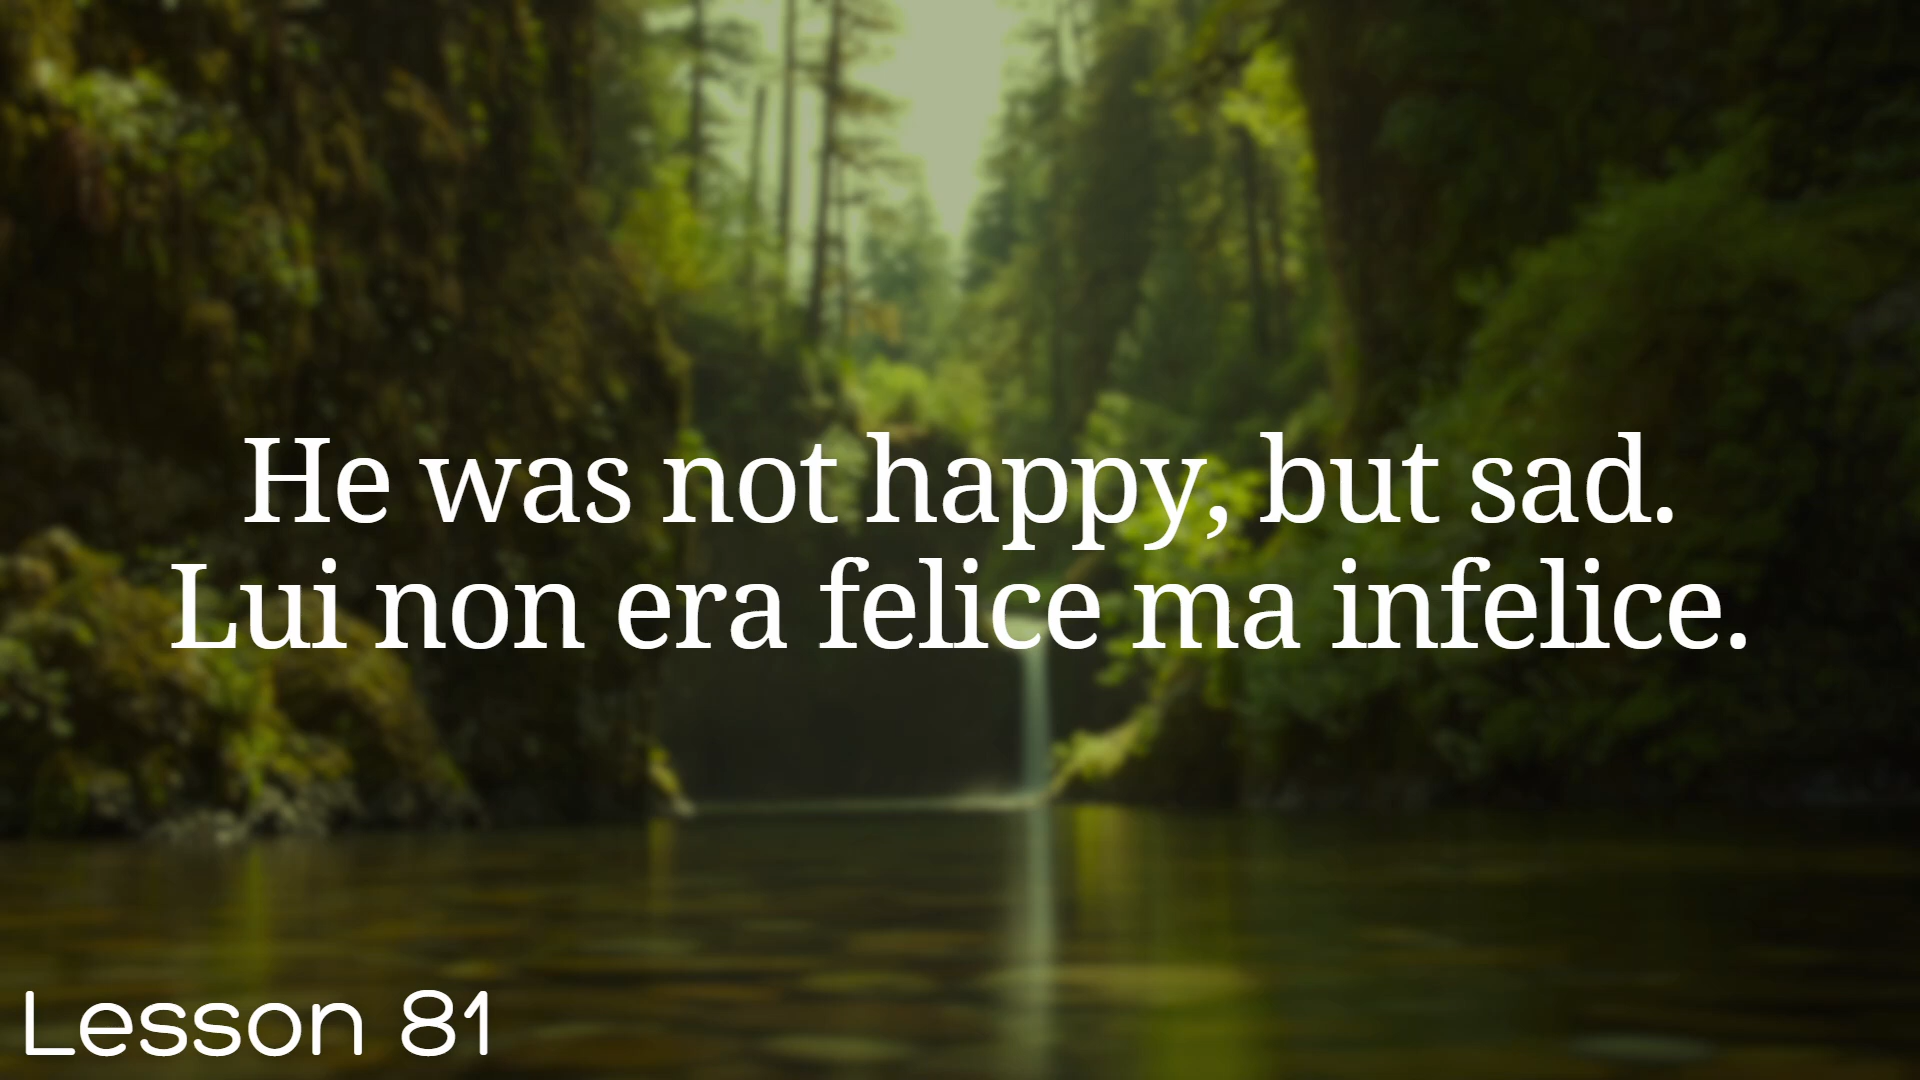 He was not happy, but sad.
Lui non era felice ma infelice.
Lesson 81